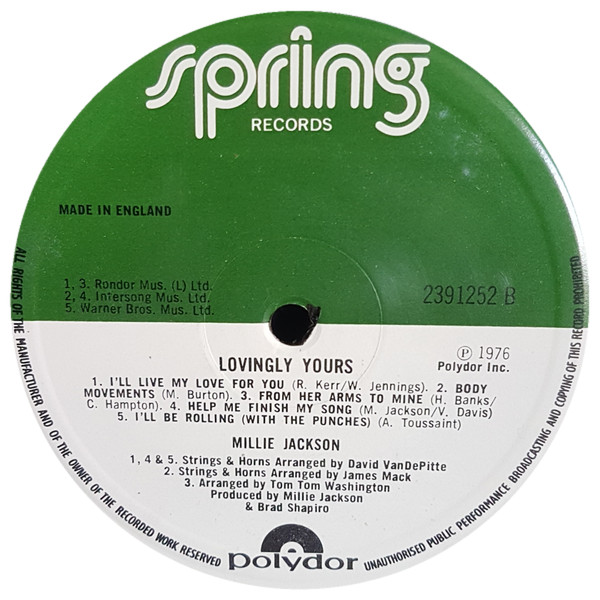 spring
RECORDS
MADE IN ENGLAND
1, 3. Rondor Mus. (L) Ltd.
2, 4. Intersong Mus. Ltd.
5. Warner Bros. Mus. Ltd.
2391252 B
LOVINGLY YOURS
Ⓟ 1976
Polydor Inc.
1. I'LL LIVE MY LOVE FOR YOU (R. Kerr/W. Jennings). 2. BODY
MOVEMENTS (M. Burton). 3. FROM HER ARMS TO MINE (H. Banks/
C. Hampton). 4. HELP ME FINISH MY SONG (M. Jackson/V. Davis)
5. I'LL BE ROLLING (WITH THE PUNCHES) (A. Toussaint)
MILLIE JACKSON
1, 4 & 5. Strings & Horns Arranged by David VanDePitte
2. Strings & Horns Arranged by James Mack
3. Arranged by Tom Tom Washington
Produced by Millie Jackson
& Brad Shapiro
ALL RIGHTS OF THE MANUFACTURER AND OF THE OWNER OF THE RECORDED WORK RESERVED
polydor
UNAUTHORISED PUBLIC PERFORMANCE BROADCASTING AND COPYING OF THIS RECORD PROHIBITED